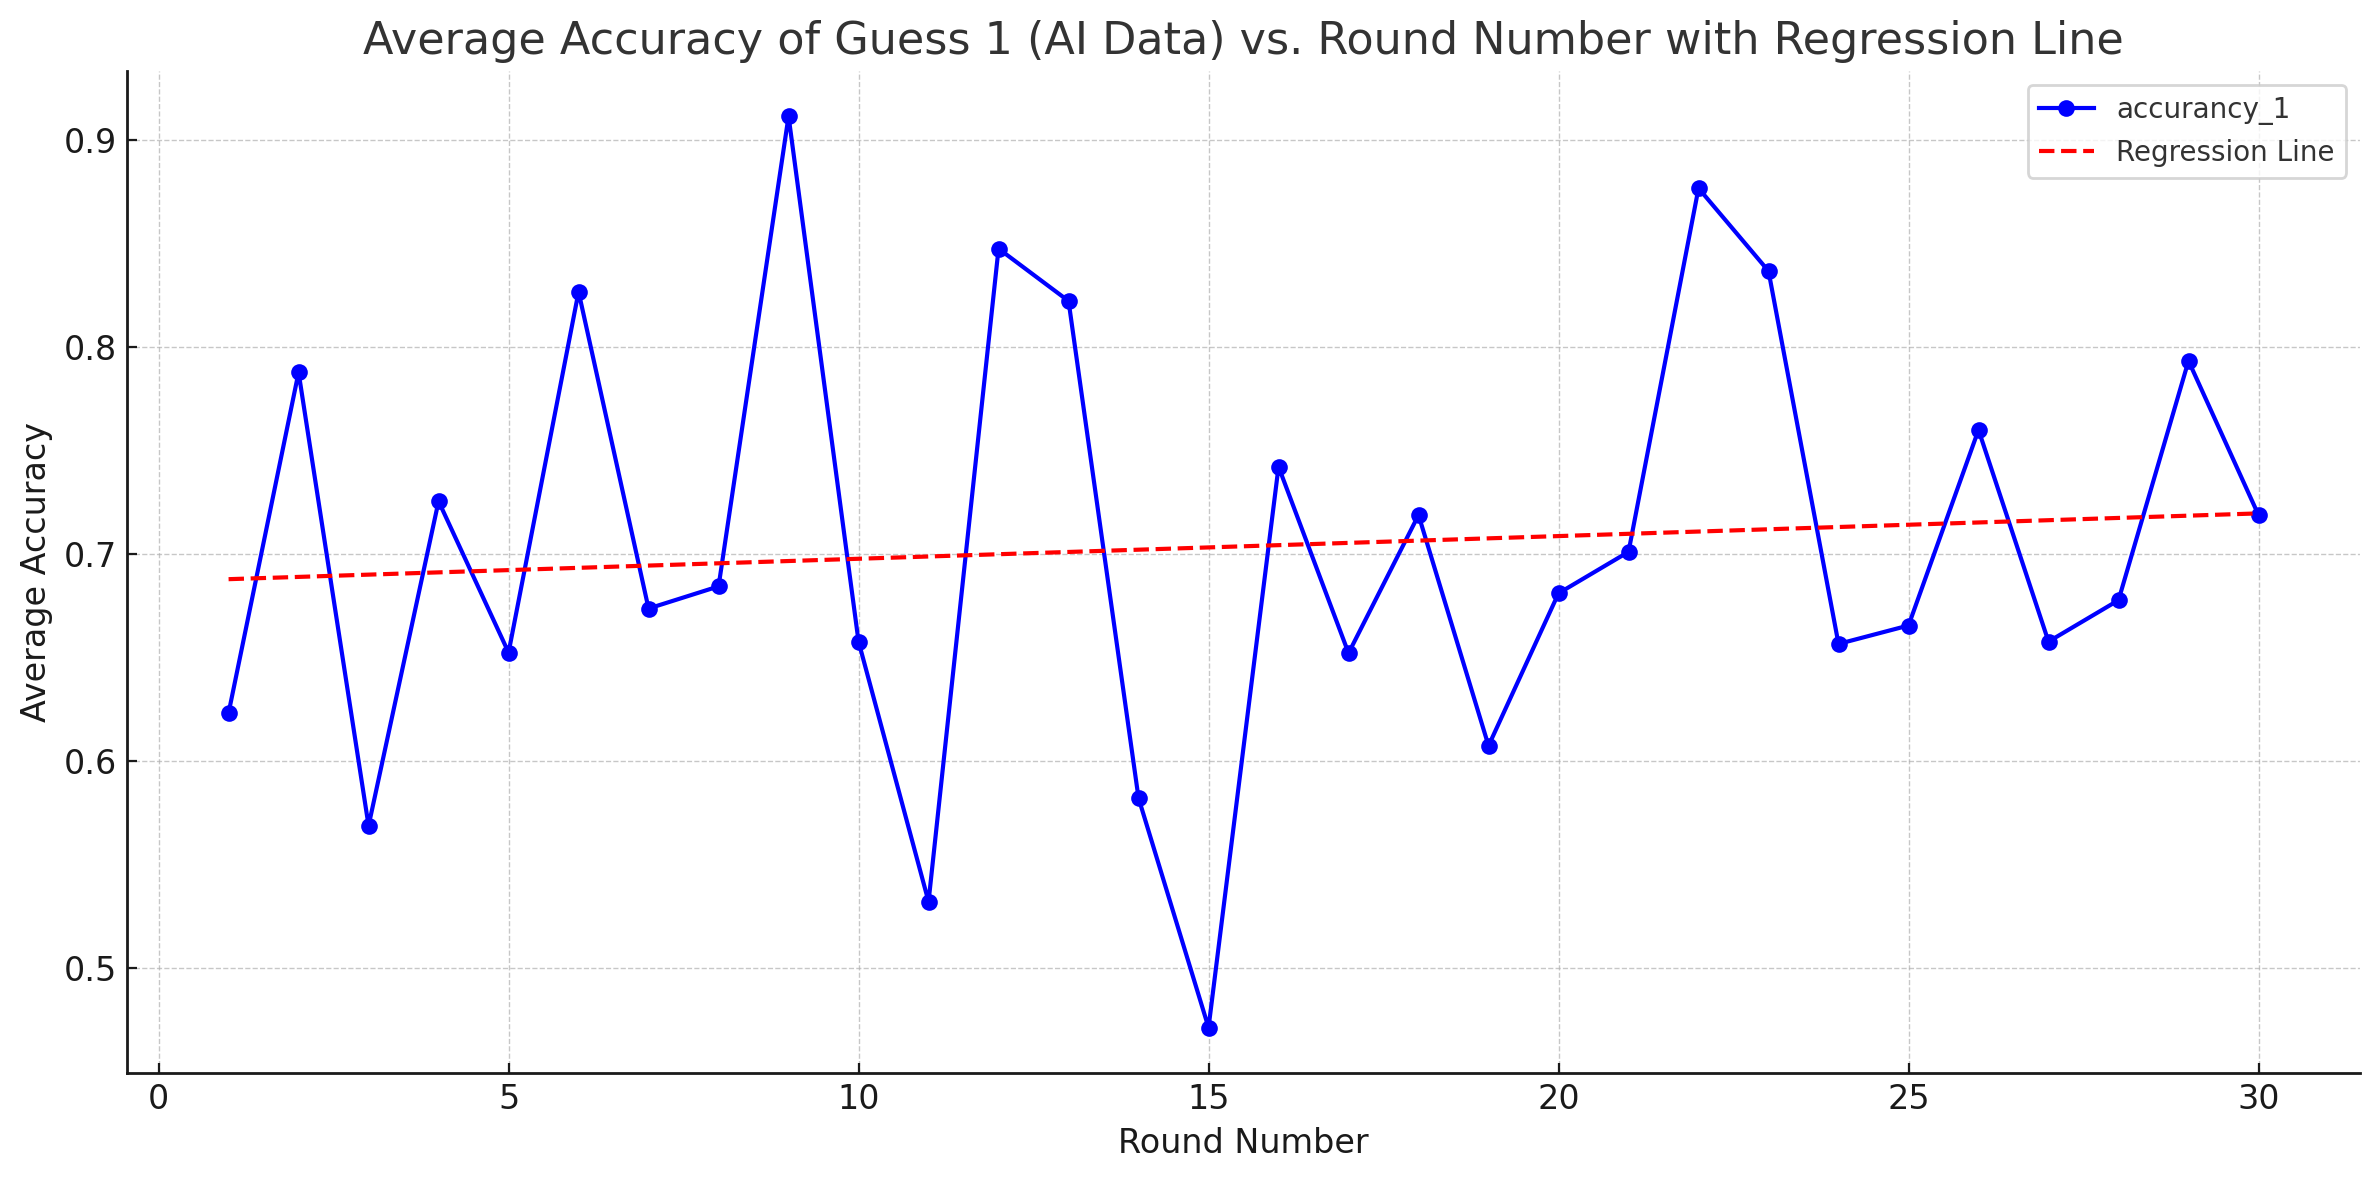 Average Accuracy of Guess 1 (AI Data) vs. Round Number with Regression Line
accurancy_1
Regression Line
Average Accuracy
0.9
0.8
0.7
0.6
0.5
0 5 10 15 20 25 30
Round Number